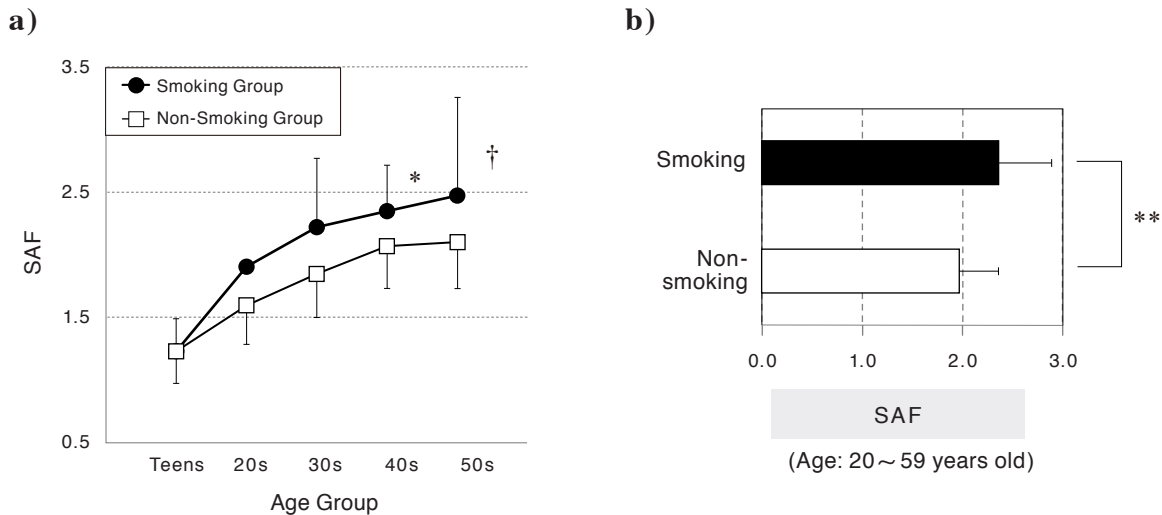 a)
3.5
2.5
1.5
0.5
SAF
Smoking Group
Non-Smoking Group
*
†
Teens 20s 30s 40s 50s
Age Group
b)
Smoking
Non-
smoking
**
0.0 1.0 2.0 3.0
SAF
(Age: 20～59 years old)